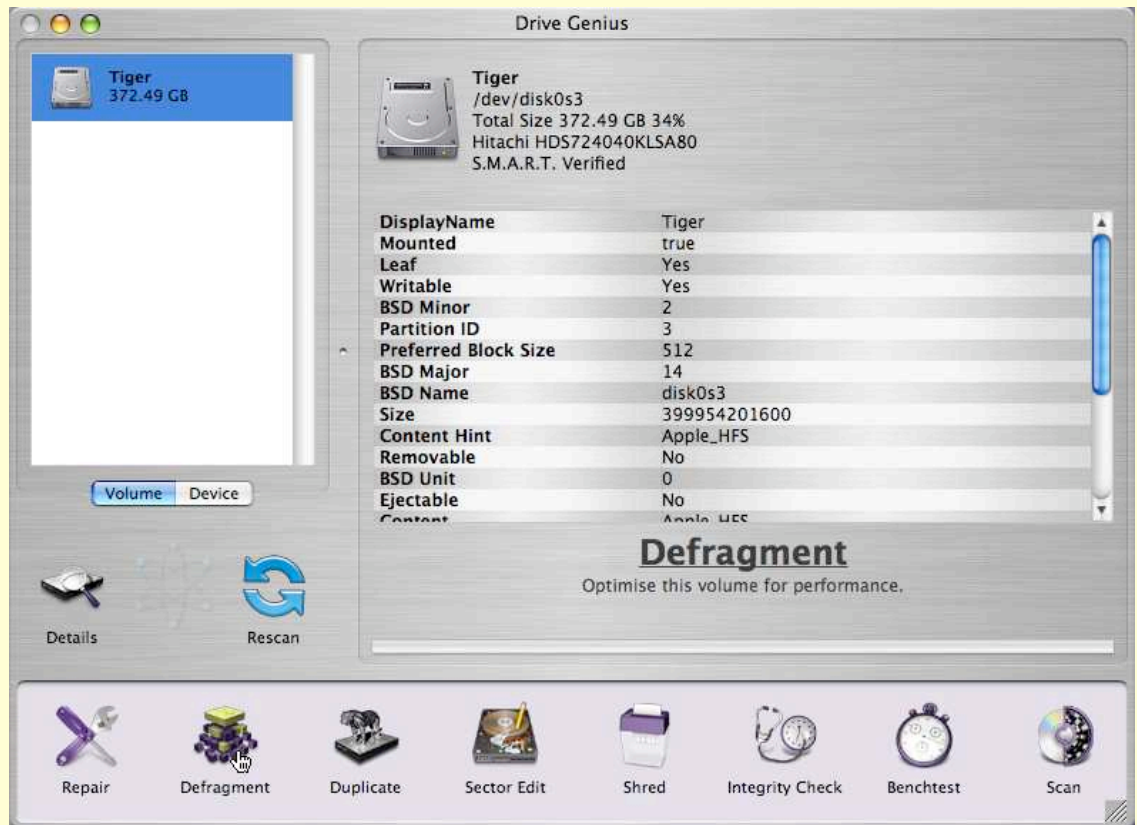 Drive Genius
Tiger
372.49 GB
Tiger
/dev/disk0s3
Total Size 372.49 GB 34%
Hitachi HDS724040KLSA80
S.M.A.R.T. Verified
DisplayName Tiger
Mounted true
Leaf Yes
Writable Yes
BSD Minor 2
Partition ID 3
Preferred Block Size 512
BSD Major 14
BSD Name disk0s3
Size 399954201600
Content Hint Apple_HFS
Removable No
BSD Unit 0
Ejectable No
Content Apple_HFS
Volume Device
Defragment
Optimise this volume for performance.
Details Rescan
Repair Defragment Duplicate Sector Edit Shred Integrity Check Benchtest Scan